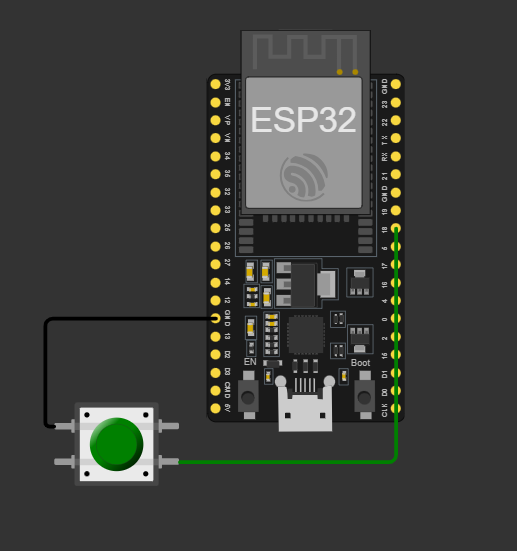 ESP32
3V3
EN
VP
VN
34
35
32
33
25
26
27
14
12
GND
13
D2
D3
CMD
5V
GND
23
22
TX
RX
21
GND
19
18
5
17
16
4
0
2
15
D1
D0
CLK
EN
Boot